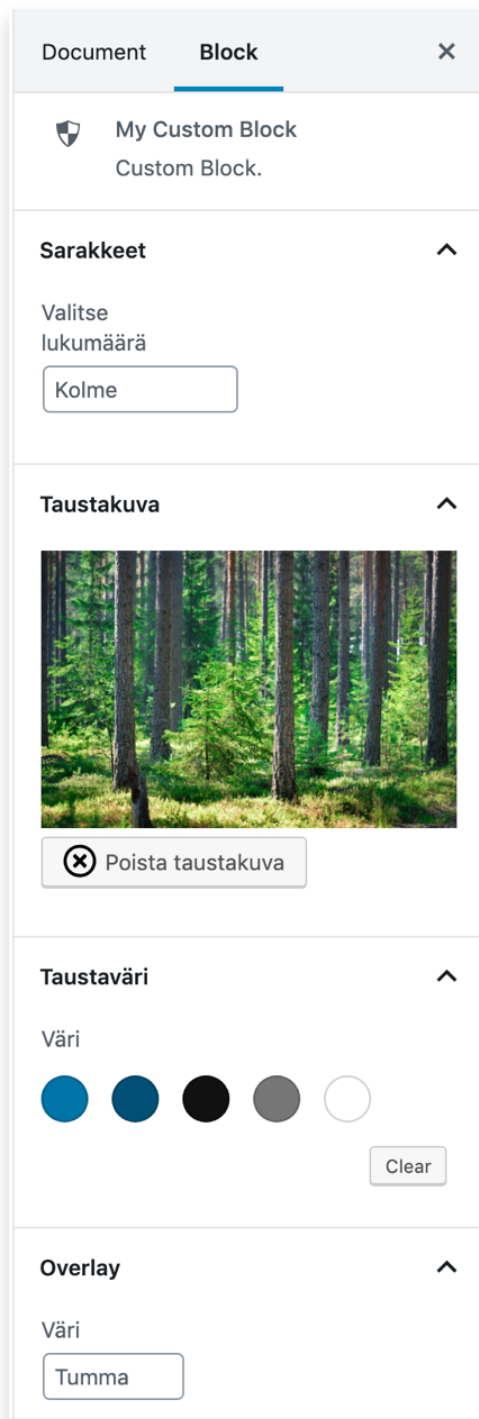 Document Block
My Custom Block
Custom Block.
Sarakkeet
Valitse
lukumäärä
Kolme
Taustakuva
Poista taustakuva
Taustaväri
Väri
Clear
Overlay
Väri
Tumma